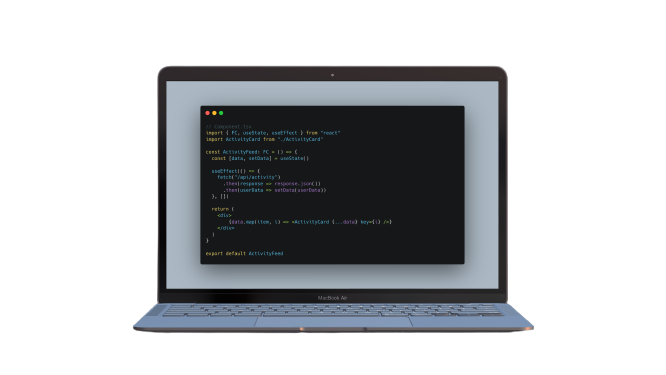 // Component.tsx
import { FC, useState, useEffect } from "react"
import ActivityCard from "./ActivityCard"
const ActivityFeed: FC = () => {
const [data, setData] = useState()
useEffect(() => {
fetch("/api/activity")
.then(response => response.json())
.then(userData => setData(userData))
}, [])
return (
<div>
{data.map(item, i) => <ActivityCard {...data} key={i} />}
</div>
)
}
export default ActivityFeed
MacBook Air